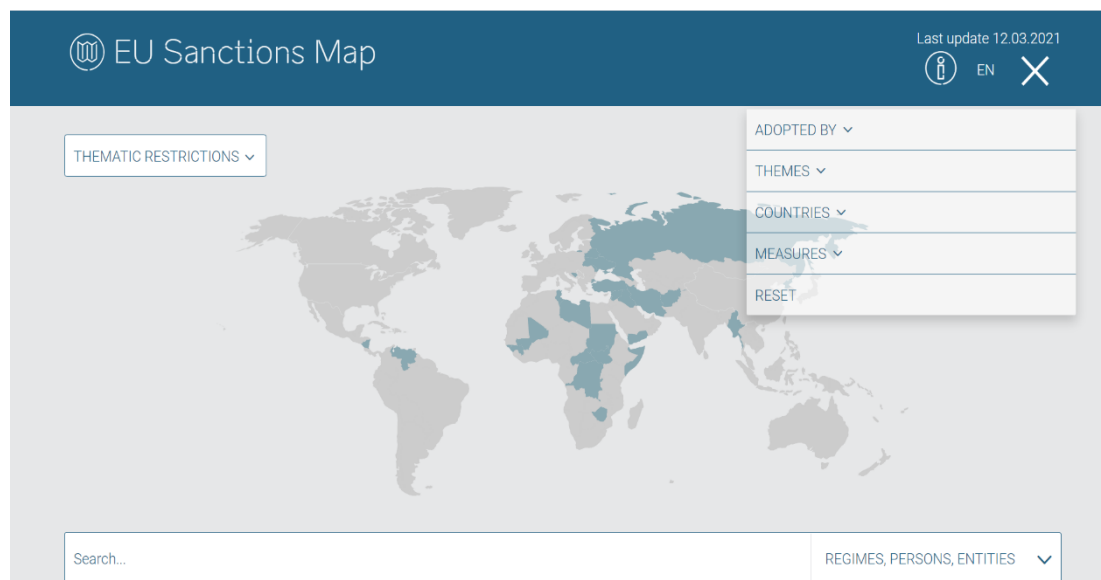 EU Sanctions Map
Last update 12.03.2021
EN
THEMATIC RESTRICTIONS
ADOPTED BY
THEMES
COUNTRIES
MEASURES
RESET
Search...
REGIMES, PERSONS, ENTITIES